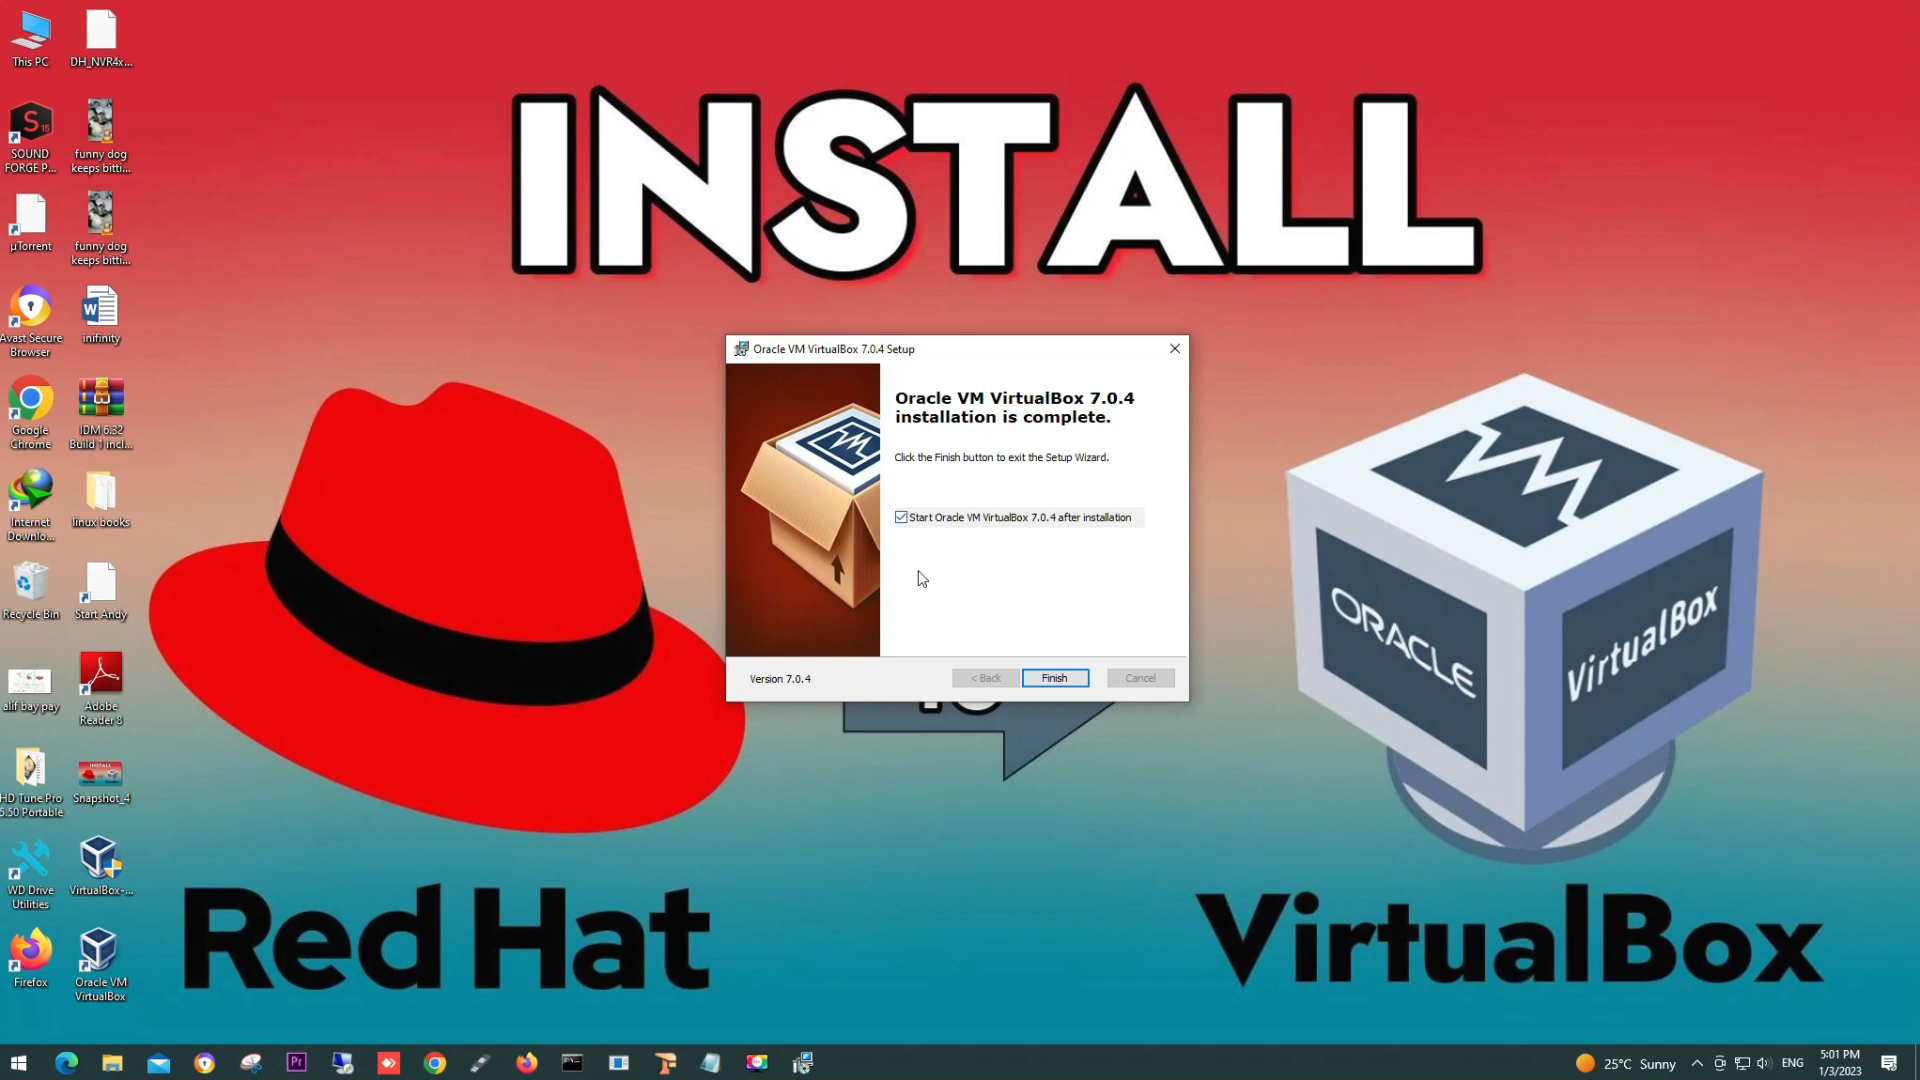 This PC
DH_NVR4x...
SOUND
FORGE P...
funny dog
keeps bitti...
µTorrent
funny dog
keeps bitti...
Avast Secure
Browser
inifinity
Google
Chrome
IDM 6.32
Build 1 incl...
Internet
Downlo...
linux books
Recycle Bin
Start Andy
alif bay pay
Adobe
Reader 8
HD Tune Pro
5.50 Portable
Snapshot_4
WD Drive
Utilities
VirtualBox-...
Firefox
Oracle VM
VirtualBox
INSTALL
Oracle VM VirtualBox 7.0.4 Setup
Oracle VM VirtualBox 7.0.4
installation is complete.
Click the Finish button to exit the Setup Wizard.
Start Oracle VM VirtualBox 7.0.4 after installation
Version 7.0.4
< Back
Finish
Cancel
ORACLE
VirtualBox
Red Hat
VirtualBox
25°C Sunny
ENG
5:01 PM
1/3/2023